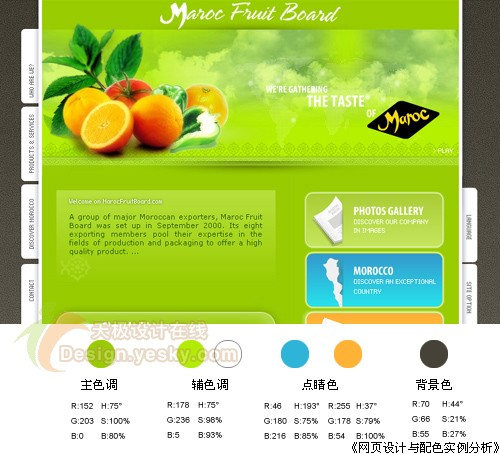 Maroc Fruit Board
WE'RE GATHERING
THE TASTE
OF
Maroc
> PLAY
WHO ARE WE?
PRODUCTS & SERVICES
DISCOVER MOROCCO
CONTACT
LANGUAGE
SITE OPTION
Welcome on MarocFruitBoard.com
A group of major Moroccan exporters, Maroc Fruit
Board was set up in September 2000. Its eight
exporting members pool their expertise in the
fields of production and packaging to offer a high
quality product. ...
PHOTOS GALLERY
DISCOVER OUR COMPANY
IN IMAGES
MOROCCO
DISCOVER AN EXCEPTIONAL
COUNTRY
天极设计在线
Design.yesky.com
主色调 辅色调 点睛色 背景色
R:152 H:75° R:178 H:75° R:46 H:193° R:255 H:37° R:70 H:44°
G:203 S:100% G:236 S:98% G:180 S:75% G:178 S:79% G:66 S:21%
B:0 B:80% B:5 B:93% B:216 B:85% B:54 B:100% B:55 B:27%
《网页设计与配色实例分析》